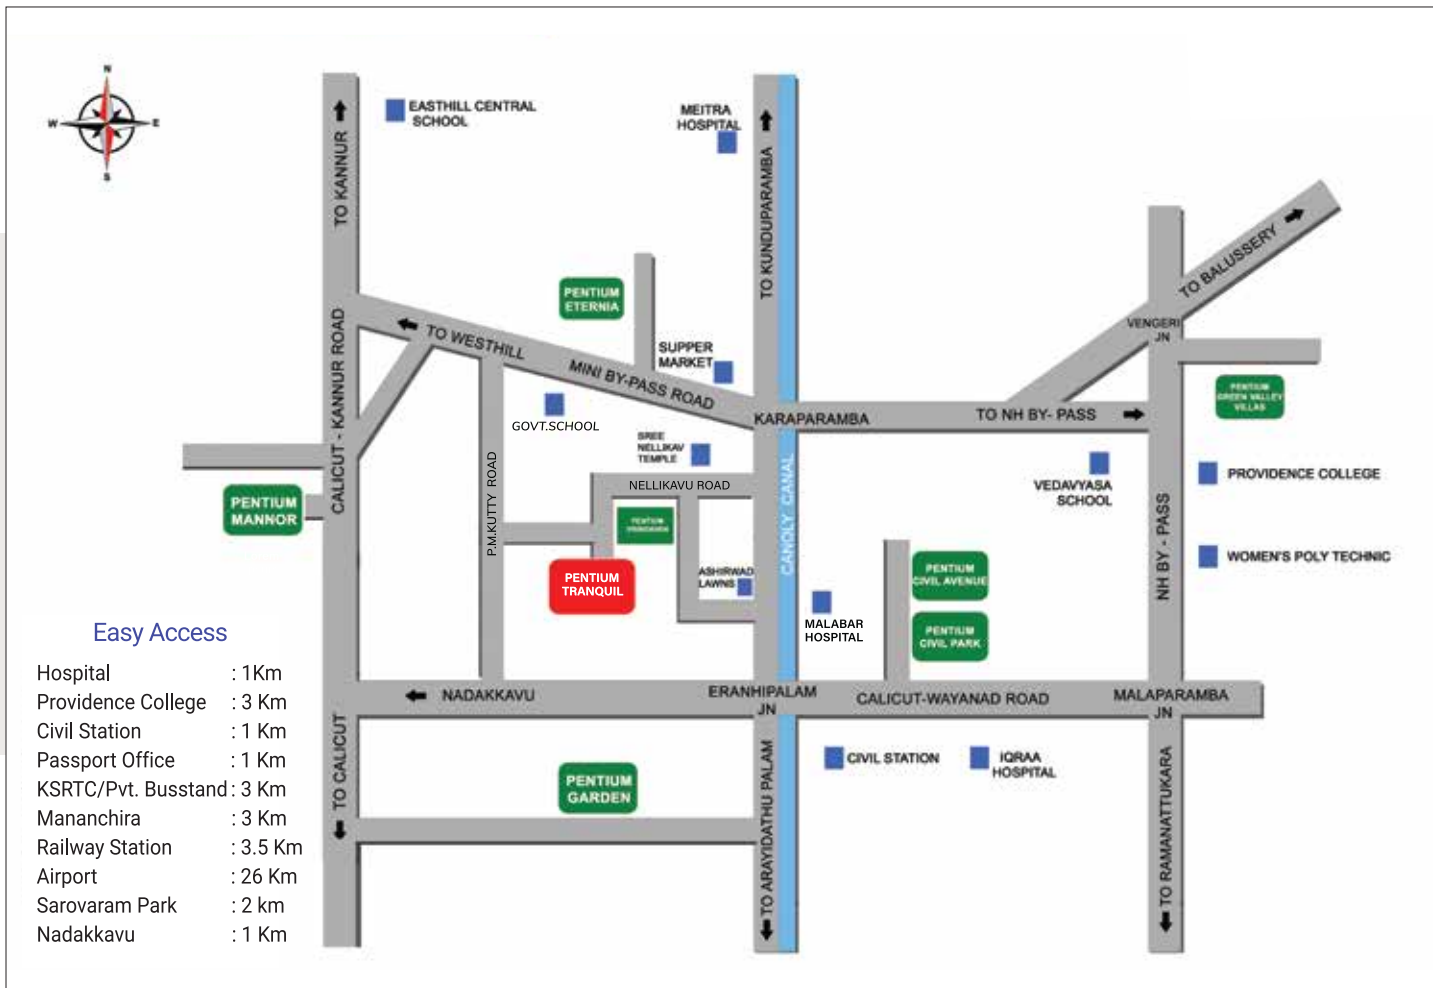 N
W
E
S
TO KANNUR
EASTHILL CENTRAL
SCHOOL
MEITRA
HOSPITAL
TO KUNDUPARAMBA
TO BALUSSERY
PENTIUM
ETERNIA
VENGERI
JN
TO WESTHILL
MINI BY-PASS ROAD
SUPPER
MARKET
CALICUT - KANNUR ROAD
PENTIUM
GREEN VALLEY
VILLAS
GOVT.SCHOOL
KARAPARAMBA
TO NH BY- PASS
SREE
NELLIKAV
TEMPLE
P.M.KUTTY ROAD
NELLIKAVU ROAD
CANOLY CANAL
VEDAVYASA
SCHOOL
PROVIDENCE COLLEGE
PENTIUM
MANNOR
PENTIUM
NH BY - PASS
WOMEN'S POLY TECHNIC
PENTIUM
TRANQUIL
ASHIRWAD
LAWNS
PENTIUM
CIVIL AVENUE
MALABAR
HOSPITAL
PENTIUM
CIVIL PARK
NADAKKAVU
ERANHIPALAM
JN
CALICUT-WAYANAD ROAD
MALAPARAMBA
JN
TO CALICUT
PENTIUM
GARDEN
TO ARAYIDATHU PALAM
CIVIL STATION
IQRAA
HOSPITAL
TO RAMANATTUKARA
Easy Access
Hospital : 1Km
Providence College : 3 Km
Civil Station : 1 Km
Passport Office : 1 Km
KSRTC/Pvt. Busstand : 3 Km
Mananchira : 3 Km
Railway Station : 3.5 Km
Airport : 26 Km
Sarovaram Park : 2 km
Nadakkavu : 1 Km